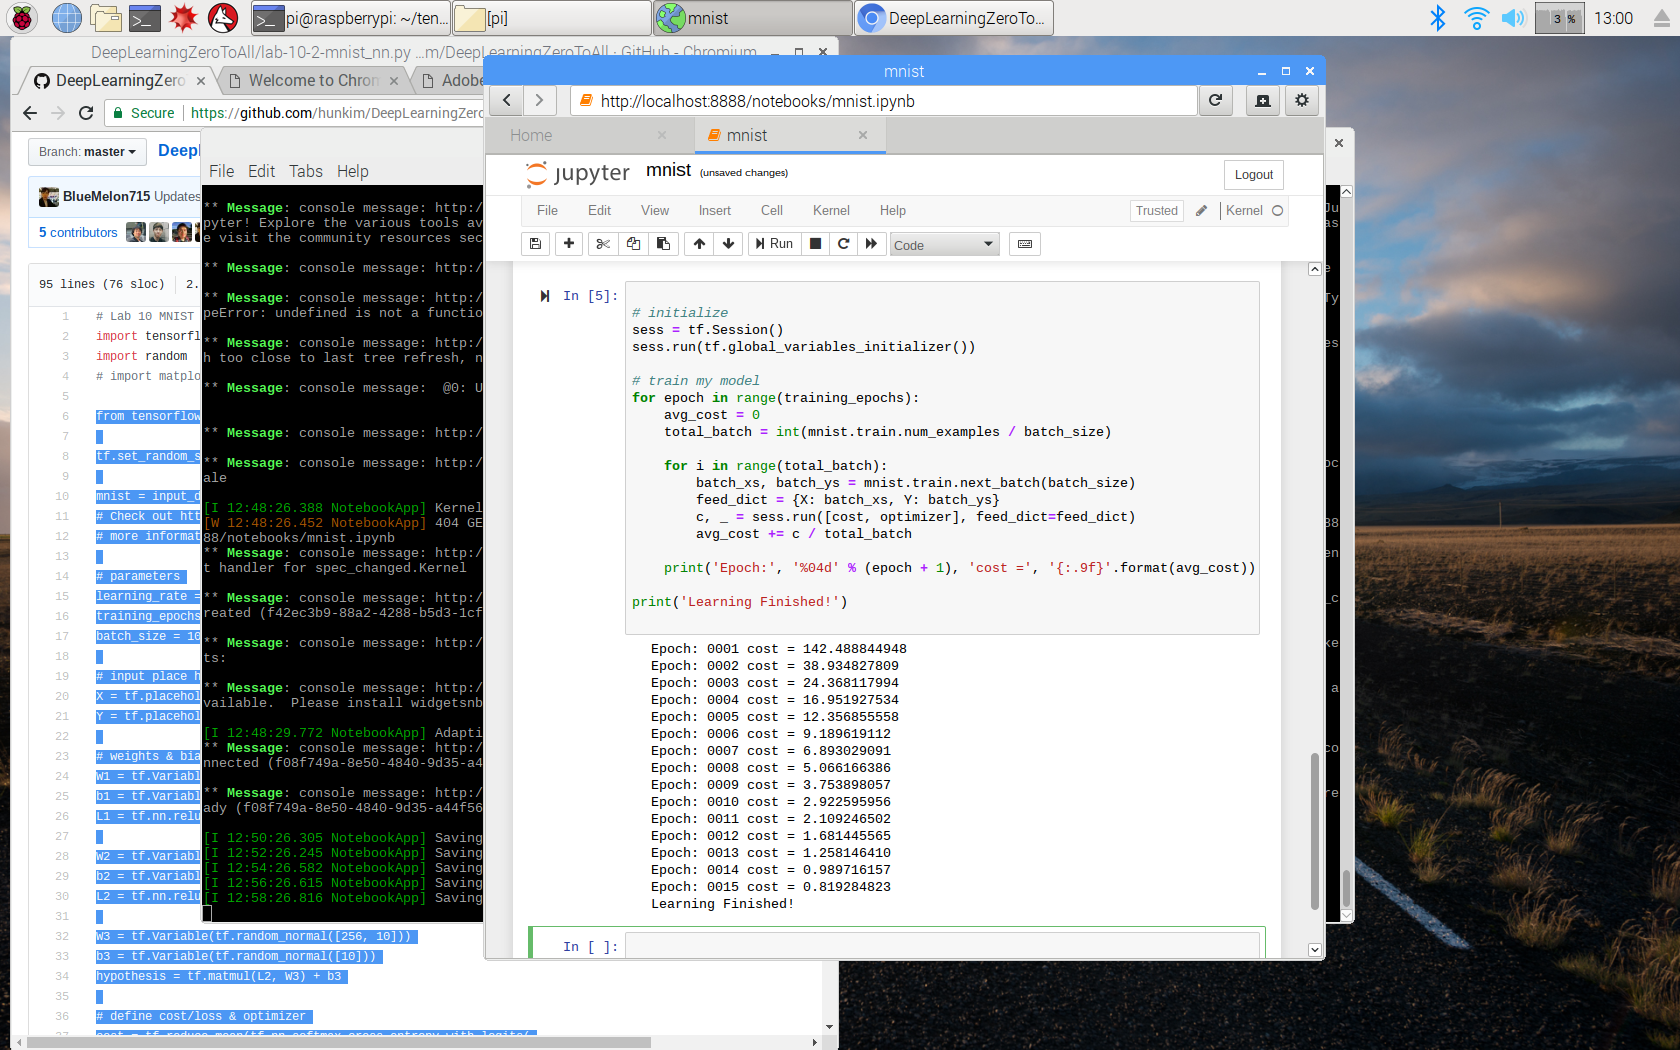 pi@raspberrypi: ~/ten...
[pi]
mnist
DeepLearningZeroTo...
3 %
13:00
DeepLearningZeroToAll/lab-10-2-mnist_nn.py ...m/DeepLearningZeroToAll · GitHub - Chromium
DeepLearningZero
Welcome to Chrom
Adobe
Secure
https://github.com/hunkim/DeepLearningZero
Branch: master
DeepL
BlueMelon715 Updates
5 contributors
95 lines (76 sloc)
2.
1 # Lab 10 MNIST
2 import tensorfl
3 import random
4 # import matplo
5
6 from tensorflow
7
8 tf.set_random_s
9
10 mnist = input_d
11 # Check out htt
12 # more informat
13
14 # parameters
15 learning_rate =
16 training_epochs
17 batch_size = 10
18
19 # input place h
20 X = tf.placehol
21 Y = tf.placehol
22
23 # weights & bia
24 W1 = tf.Variabl
25 b1 = tf.Variabl
26 L1 = tf.nn.relu
27
28 W2 = tf.Variabl
29 b2 = tf.Variabl
30 L2 = tf.nn.relu
31
32 W3 = tf.Variable(tf.random_normal([256, 10]))
33 b3 = tf.Variable(tf.random_normal([10]))
34 hypothesis = tf.matmul(L2, W3) + b3
35
36 # define cost/loss & optimizer
File Edit Tabs Help
** Message: console message: http:/
pyter! Explore the various tools av
e visit the community resources sec
** Message: console message: http:/
** Message: console message: http:/
peError: undefined is not a functio
** Message: console message: http:/
h too close to last tree refresh, n
** Message: console message:  @0: U
** Message: console message: http:/
** Message: console message: http:/
ale
[I 12:48:26.388 NotebookApp] Kernel
[W 12:48:26.452 NotebookApp] 404 GE
88/notebooks/mnist.ipynb
** Message: console message: http:/
t handler for spec_changed.Kernel
** Message: console message: http:/
reated (f42ec3b9-88a2-4288-b5d3-1cf
** Message: console message: http:/
ts:
** Message: console message: http:/
vailable.  Please install widgetsnb
[I 12:48:29.772 NotebookApp] Adapti
** Message: console message: http:/
nnected (f08f749a-8e50-4840-9d35-a4
** Message: console message: http:/
ady (f08f749a-8e50-4840-9d35-a44f56
[I 12:50:26.305 NotebookApp] Saving
[I 12:52:26.245 NotebookApp] Saving
[I 12:54:26.582 NotebookApp] Saving
[I 12:56:26.615 NotebookApp] Saving
[I 12:58:26.816 NotebookApp] Saving
mnist
http://localhost:8888/notebooks/mnist.ipynb
Home
mnist
jupyter mnist (unsaved changes)
Logout
File Edit View Insert Cell Kernel Help
Trusted
Kernel
Run
Code
In [5]:
# initialize
sess = tf.Session()
sess.run(tf.global_variables_initializer())
# train my model
for epoch in range(training_epochs):
    avg_cost = 0
    total_batch = int(mnist.train.num_examples / batch_size)
    for i in range(total_batch):
        batch_xs, batch_ys = mnist.train.next_batch(batch_size)
        feed_dict = {X: batch_xs, Y: batch_ys}
        c, _ = sess.run([cost, optimizer], feed_dict=feed_dict)
        avg_cost += c / total_batch
    print('Epoch:', '%04d' % (epoch + 1), 'cost =', '{:.9f}'.format(avg_cost))
print('Learning Finished!')
Epoch: 0001 cost = 142.488844948
Epoch: 0002 cost = 38.934827809
Epoch: 0003 cost = 24.368117994
Epoch: 0004 cost = 16.951927534
Epoch: 0005 cost = 12.356855558
Epoch: 0006 cost = 9.189619112
Epoch: 0007 cost = 6.893029091
Epoch: 0008 cost = 5.066166386
Epoch: 0009 cost = 3.753898057
Epoch: 0010 cost = 2.922595956
Epoch: 0011 cost = 2.109246502
Epoch: 0012 cost = 1.681445565
Epoch: 0013 cost = 1.258146410
Epoch: 0014 cost = 0.989716157
Epoch: 0015 cost = 0.819284823
Learning Finished!
In [ ]:
Ju
as
e
Ty
es
oc
88
en
_c
ke
a
co
re